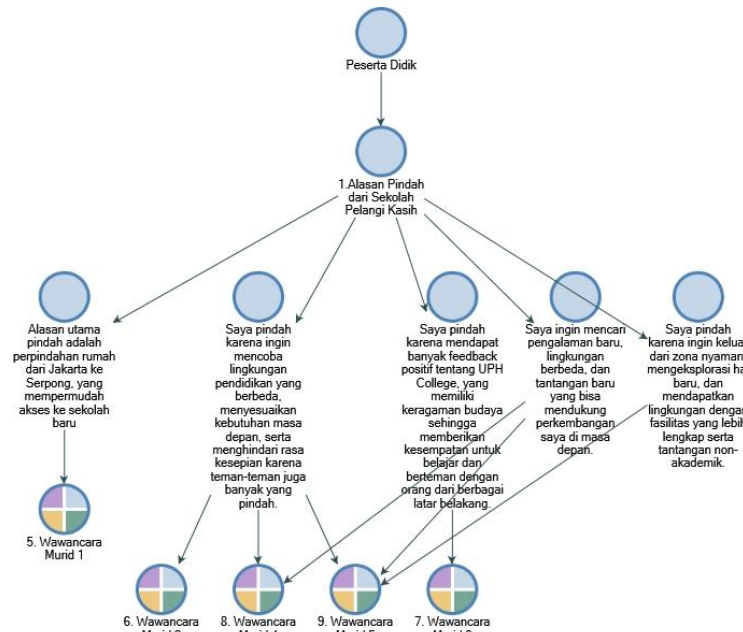 Peserta Didik
1.Alasan Pindah
dari Sekolah
Pelangi Kasih
Alasan utama
pindah adalah
perpindahan rumah
dari Jakarta ke
Serpong, yang
mempermudah
akses ke sekolah
baru
Saya pindah
karena ingin
mencoba
lingkungan
pendidikan yang
berbeda,
menyesuaikan
kebutuhan masa
depan, serta
menghindari rasa
kesepian karena
teman-teman juga
banyak yang
pindah.
Saya pindah
karena mendapat
banyak feedback
positif tentang UPH
College, yang
memiliki
keragaman budaya
sehingga
memberikan
kesempatan untuk
belajar dan
berteman dengan
orang dari berbagai
latar belakang.
Saya ingin mencari
pengalaman baru,
lingkungan
berbeda, dan
tantangan baru
yang bisa
mendukung
perkembangan
saya di masa
depan.
Saya pindah
karena ingin kelua
dari zona nyaman,
mengeksplorasi ha
baru, dan
mendapatkan
lingkungan dengan
fasilitas yang lebih
lengkap serta
tantangan non-
akademik.
5. Wawancara
Murid 1
6. Wawancara
8. Wawancara
9. Wawancara
7. Wawancara